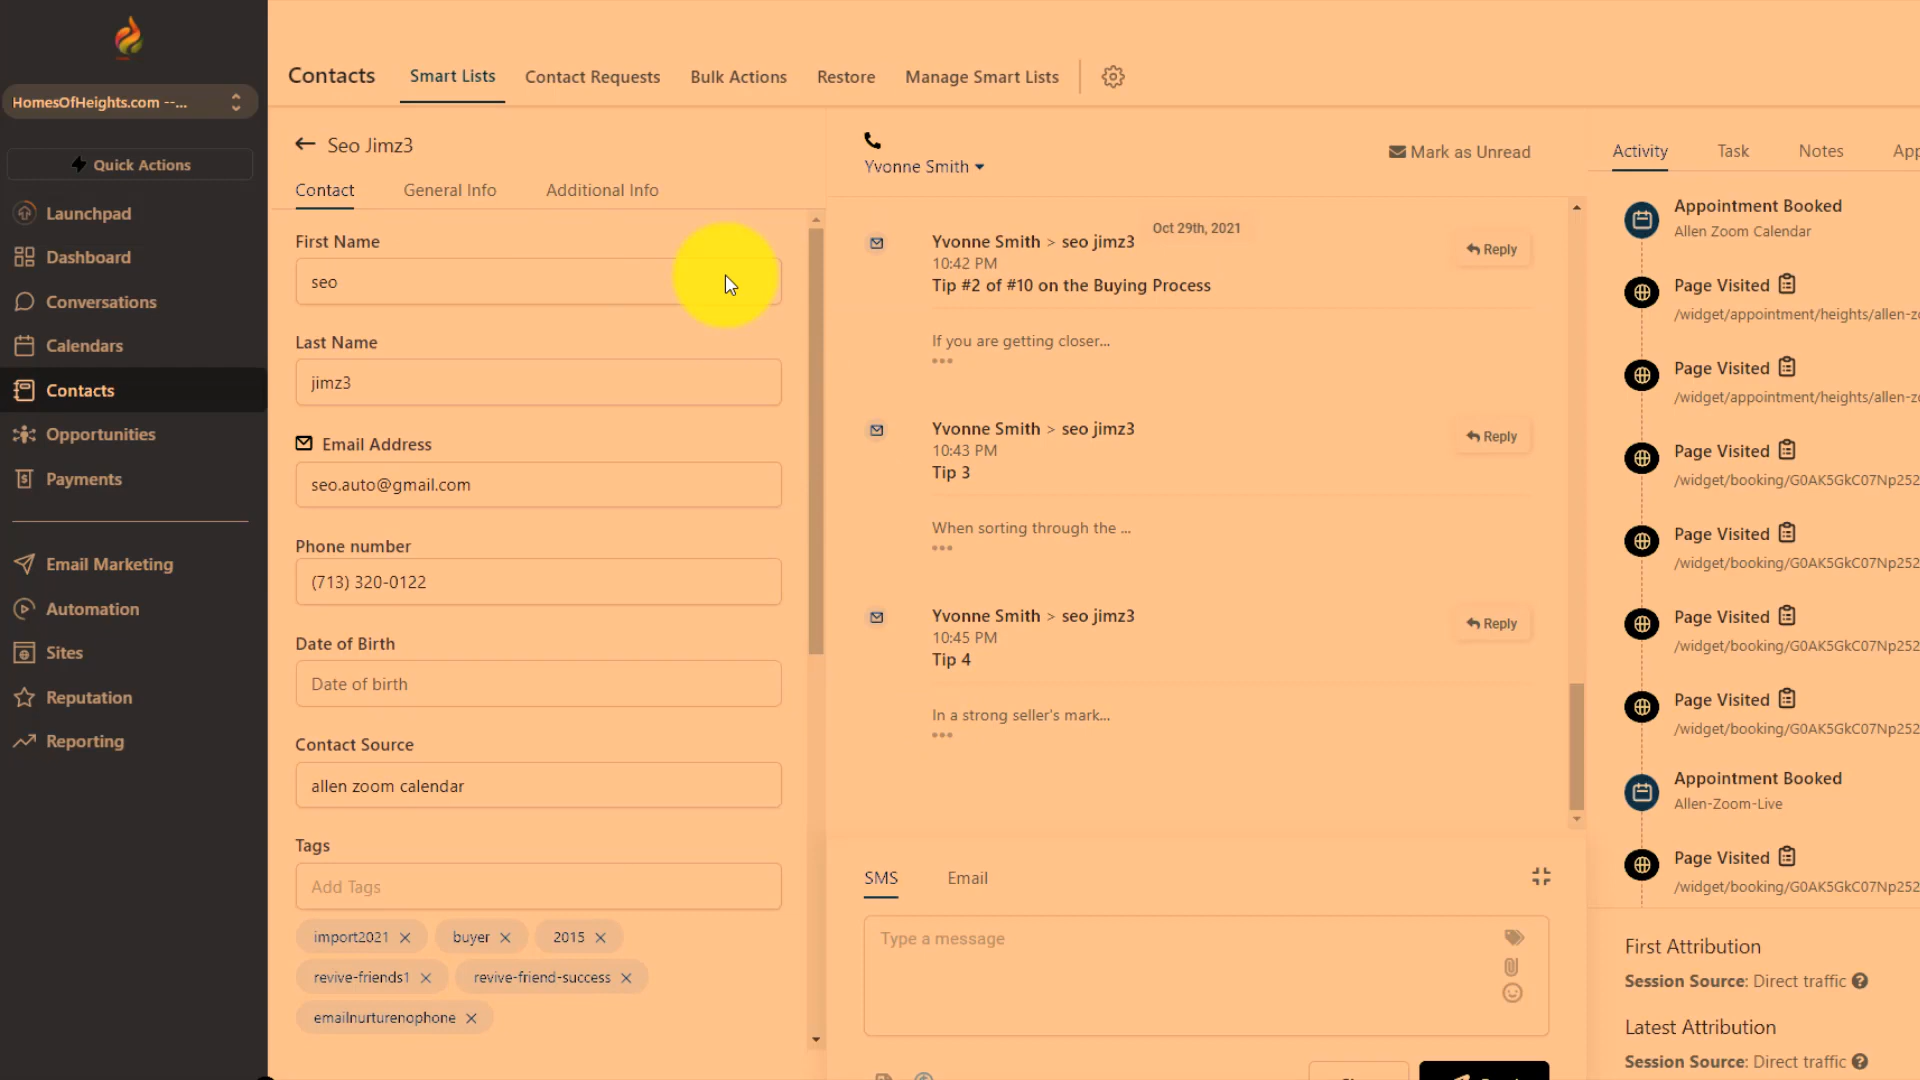 HomesOfHeights.com --...
Quick Actions
Launchpad
Dashboard
Conversations
Calendars
Contacts
Opportunities
Payments
Email Marketing
Automation
Sites
Reputation
Reporting
Contacts
Smart Lists
Contact Requests
Bulk Actions
Restore
Manage Smart Lists
Seo Jimz3
Contact
General Info
Additional Info
First Name
seo
Last Name
jimz3
Email Address
seo.auto@gmail.com
Phone number
(713) 320-0122
Date of Birth
Date of birth
Contact Source
allen zoom calendar
Tags
Add Tags
import2021
buyer
2015
revive-friends1
revive-friend-success
emailnurturenophone
Yvonne Smith
Mark as Unread
Oct 29th, 2021
Yvonne Smith > seo jimz3
Reply
10:42 PM
Tip #2 of #10 on the Buying Process
If you are getting closer...
Yvonne Smith > seo jimz3
Reply
10:43 PM
Tip 3
When sorting through the ...
Yvonne Smith > seo jimz3
Reply
10:45 PM
Tip 4
In a strong seller's mark...
SMS
Email
Type a message
Activity
Task
Notes
App
Appointment Booked
Allen Zoom Calendar
Page Visited
/widget/appointment/heights/allen-zo
Page Visited
/widget/appointment/heights/allen-zo
Page Visited
/widget/booking/G0AK5GkC07Np252
Page Visited
/widget/booking/G0AK5GkC07Np252
Page Visited
/widget/booking/G0AK5GkC07Np252
Page Visited
/widget/booking/G0AK5GkC07Np252
Appointment Booked
Allen-Zoom-Live
Page Visited
/widget/booking/G0AK5GkC07Np252
First Attribution
Session Source: Direct traffic
Latest Attribution
Session Source: Direct traffic